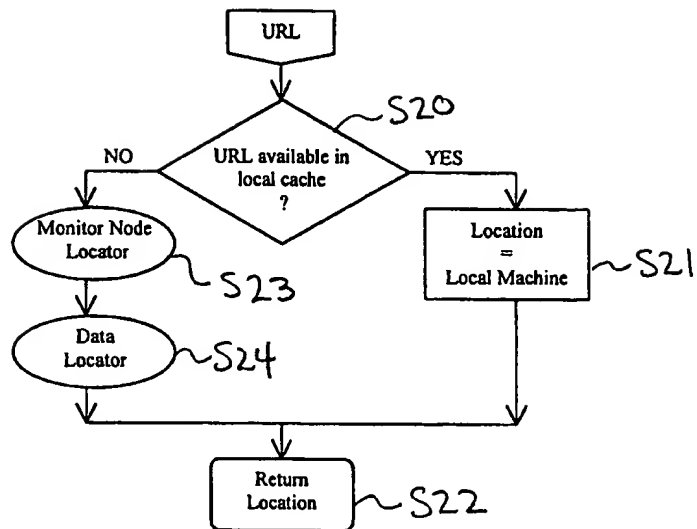 URL
S20
NO
URL available in
local cache
?
YES
Monitor Node
Locator
S23
Location
=
Local Machine
S21
Data
Locator
S24
Return
Location
S22